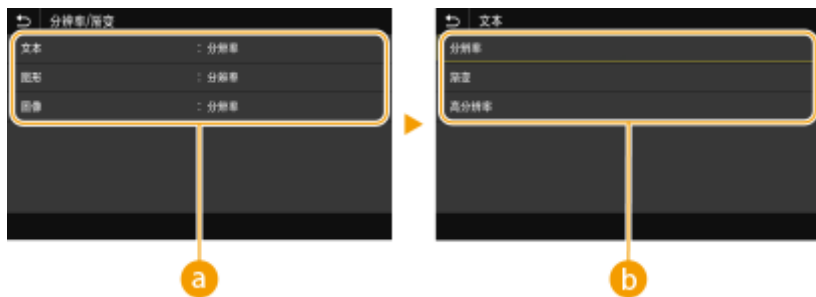 分辨率/渐变
文本 : 分辨率
图形 : 分辨率
图像 : 分辨率
a
文本
分辨率
渐变
高分辨率
b